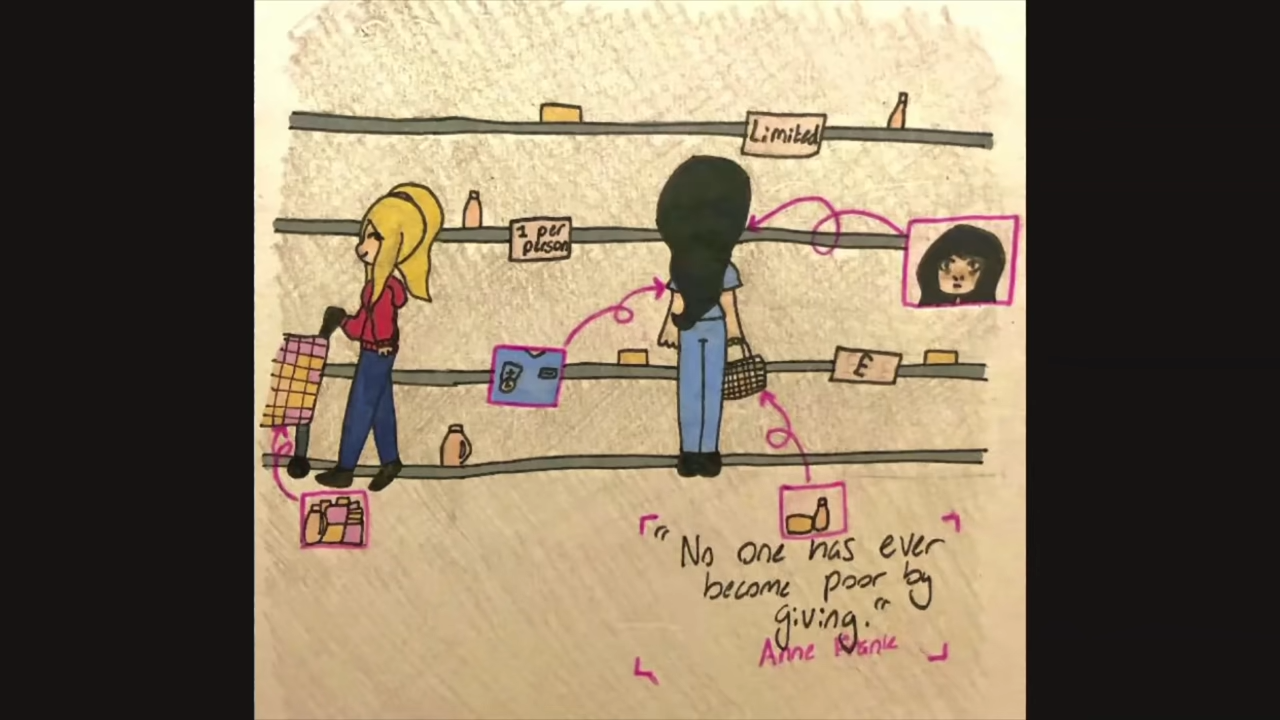 Limited
1 per
person
£
"No one has ever
become poor by
giving."
Anne Frank